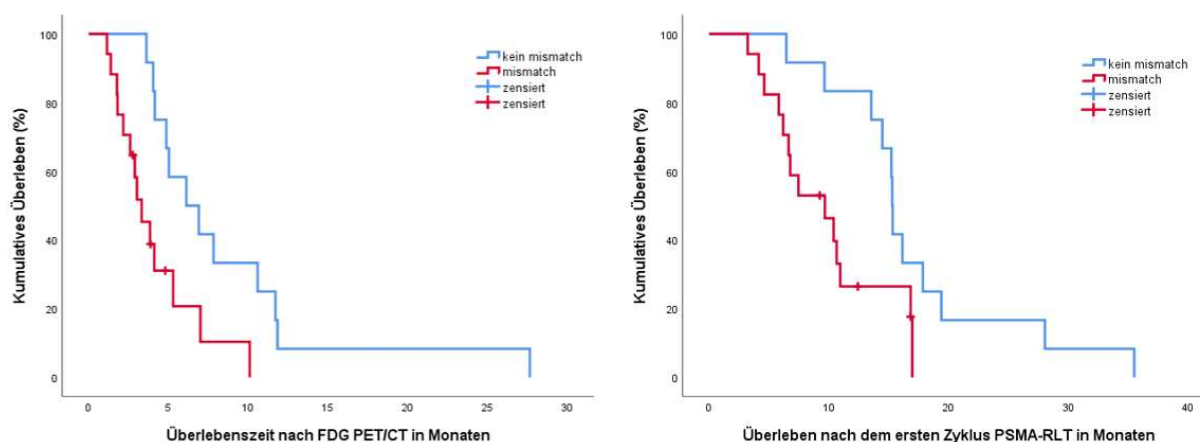 kein mismatch
mismatch
zensiert
zensiert
Kumulatives Überleben (%)
100
80
60
40
20
0
0 5 10 15 20 25 30
Überlebenszeit nach FDG PET/CT in Monaten
kein mismatch
mismatch
zensiert
zensiert
Kumulatives Überleben (%)
100
80
60
40
20
0
0 10 20 30 40
Überleben nach dem ersten Zyklus PSMA-RLT in Monaten